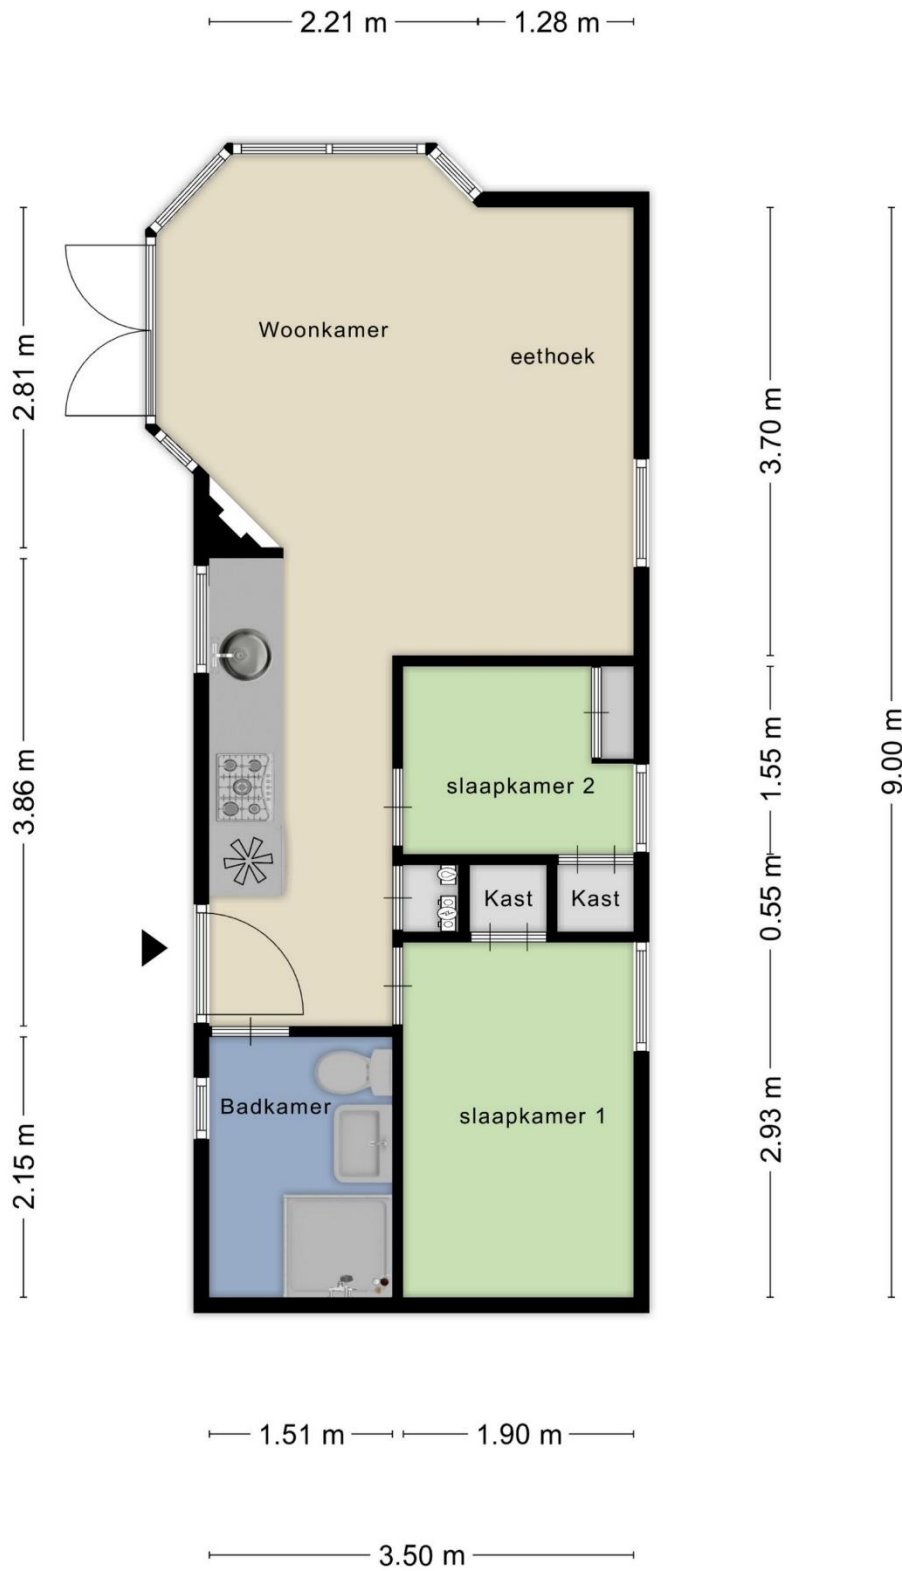 2.21 m
1.28 m
Woonkamer
eethoek
2.81 m
3.70 m
3.86 m
slaapkamer 2
1.55 m
9.00 m
Kast
Kast
0.55 m
Badkamer
slaapkamer 1
2.15 m
2.93 m
1.51 m
1.90 m
3.50 m